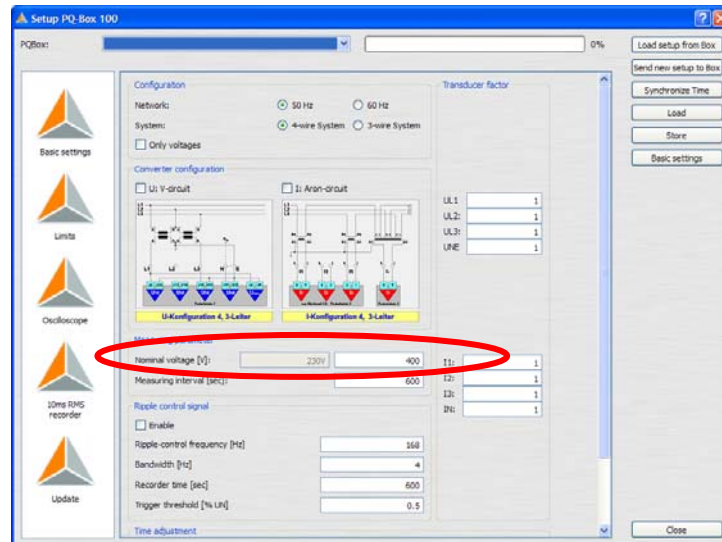 Setup PQ-Box 100
PQBox:
0%
Load setup from Box
Send new setup to Box
Synchronize Time
Load
Store
Basic settings
Basic settings
Limits
Oscilloscope
10ms RMS
recorder
Update
Configuration
Network: 50 Hz 60 Hz
System: 4-wire System 3-wire System
Only voltages
Converter configuration
U: V-circuit I: Aron-circuit
U-Konfiguration 4, 3-Leiter I-Konfiguration 4, 3-Leiter
parameter
Nominal voltage [V]: 230V 400
Measuring interval [sec]: 600
Ripple control signal
Enable
Ripple-control frequency [Hz] 168
Bandwidth [Hz] 4
Recorder time [sec] 600
Trigger threshold [% UN] 0.5
Time adjustment
Transducer factor
UL1 1
UL2: 1
UL3: 1
UNE 1
I1: 1
I2: 1
I3: 1
IN: 1
Close